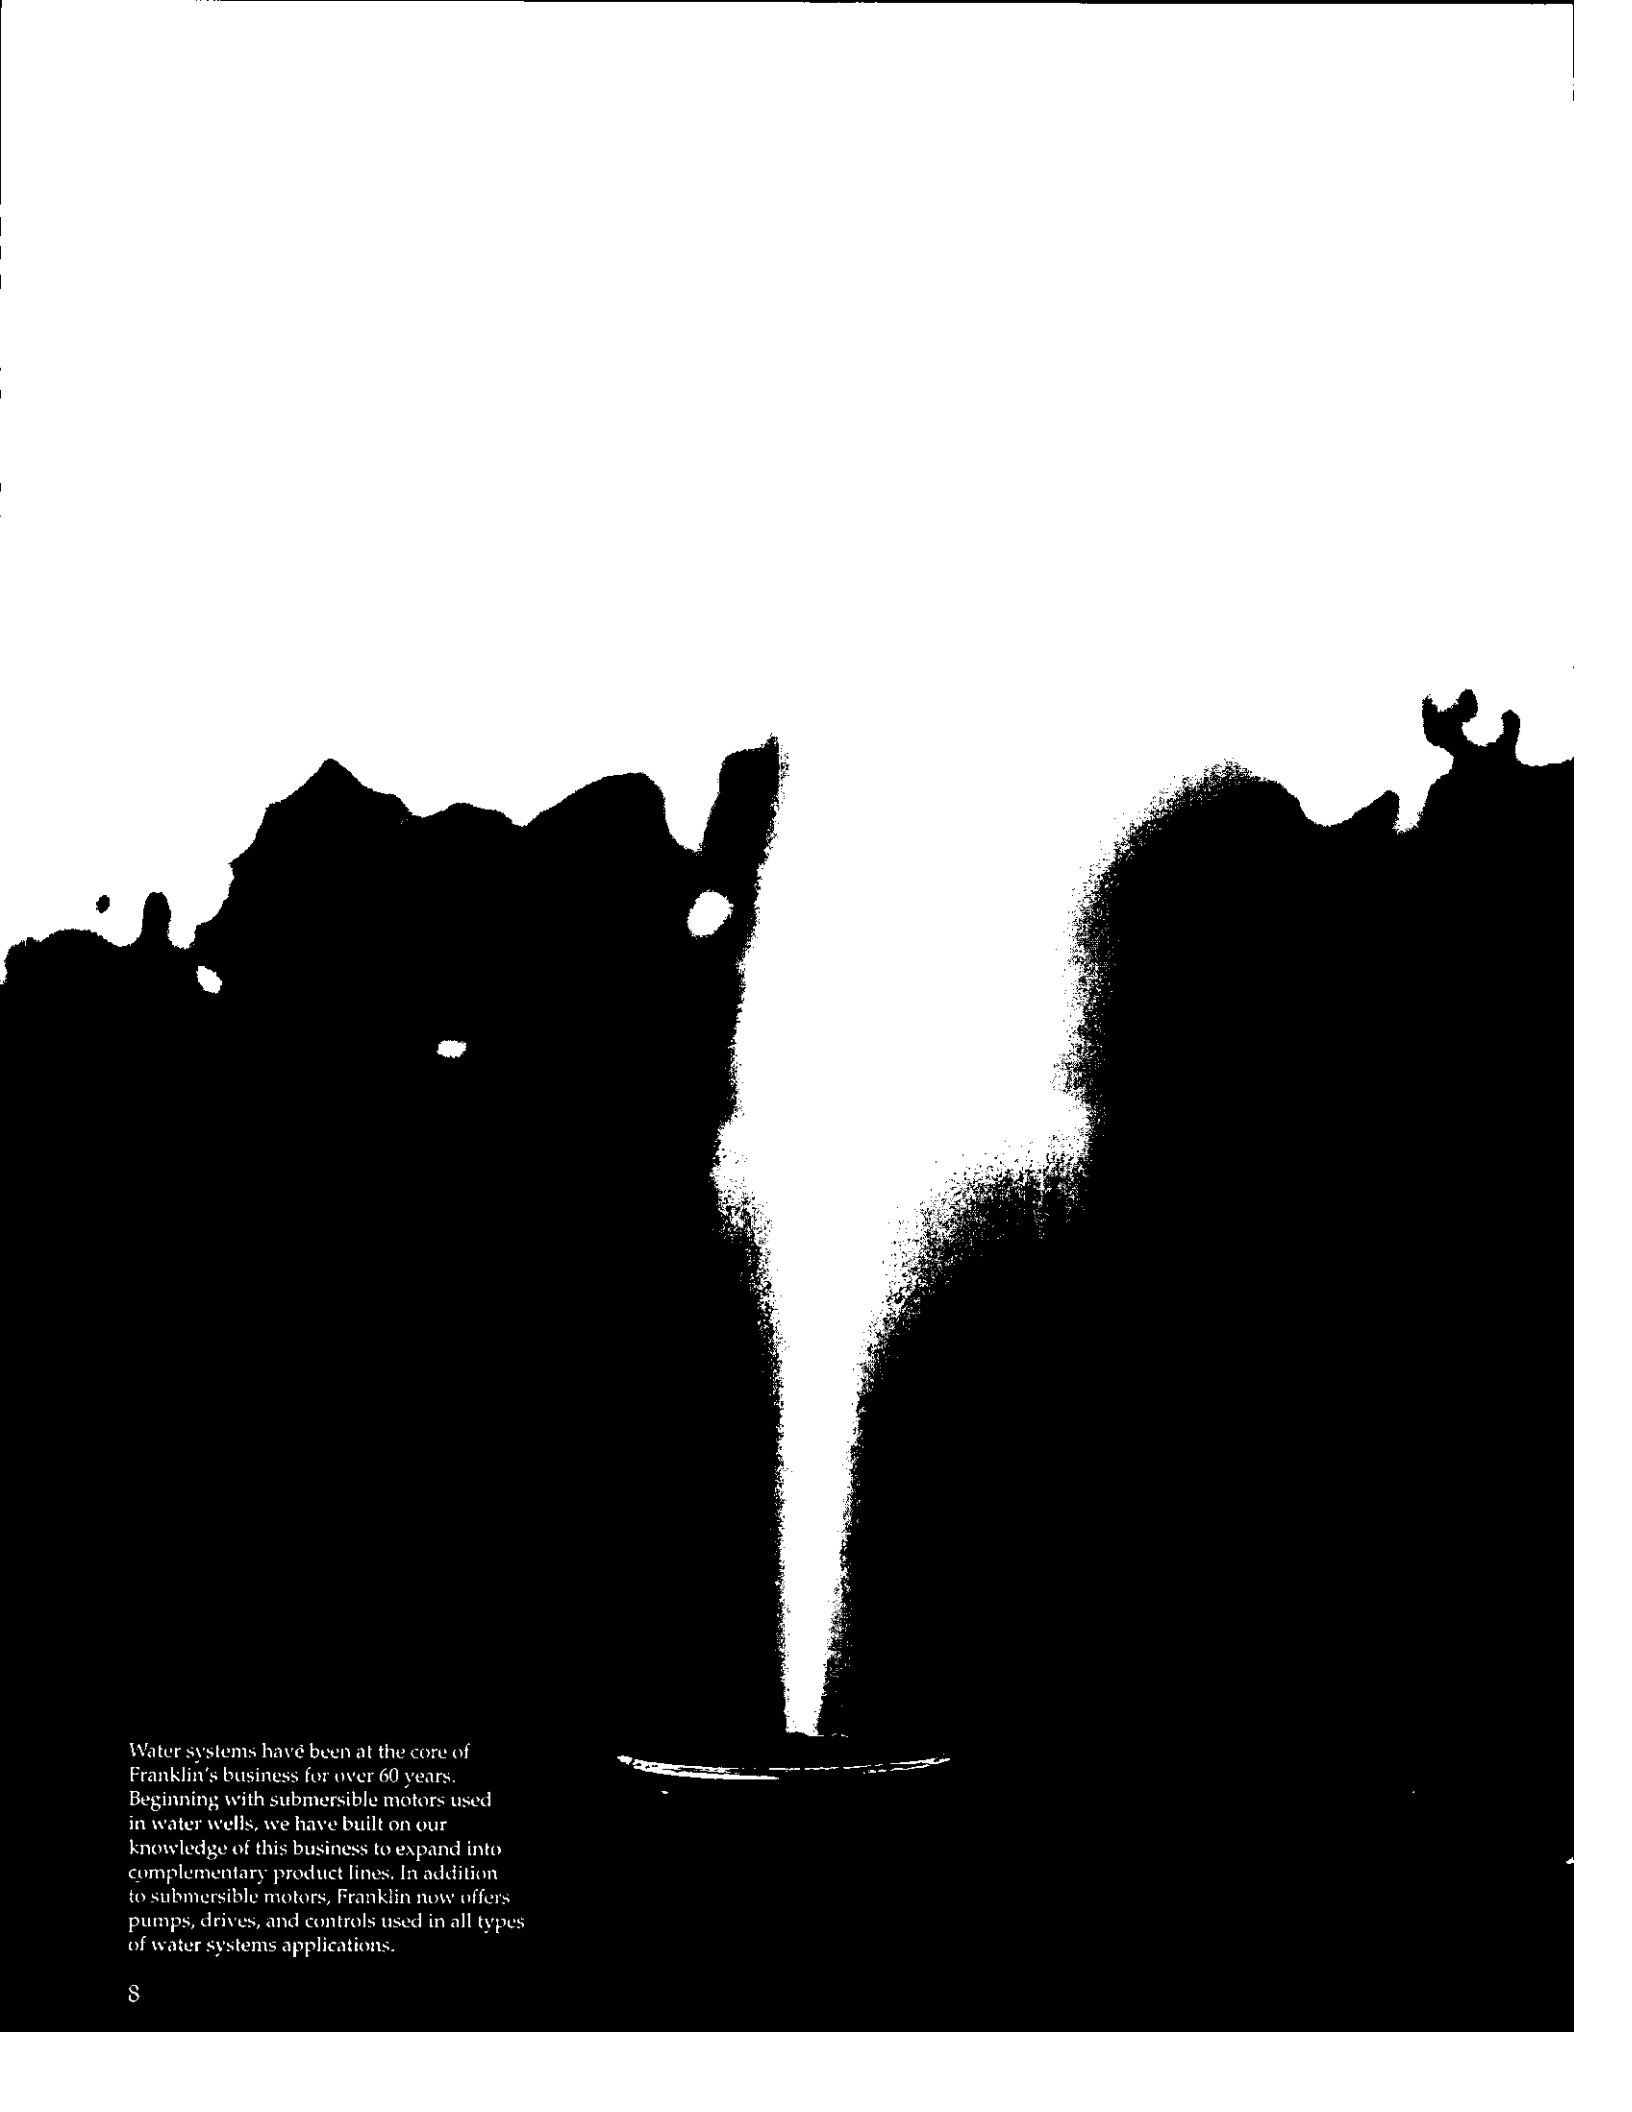 Water systems have been at the core of
Franklin's business for over 60 years.
Beginning with submersible motors used
in water wells, we have built on our
knowledge of this business to expand into
complementary product lines. In addition
to submersible motors, Franklin now offers
pumps, drives, and controls used in all types
of water systems applications.
8